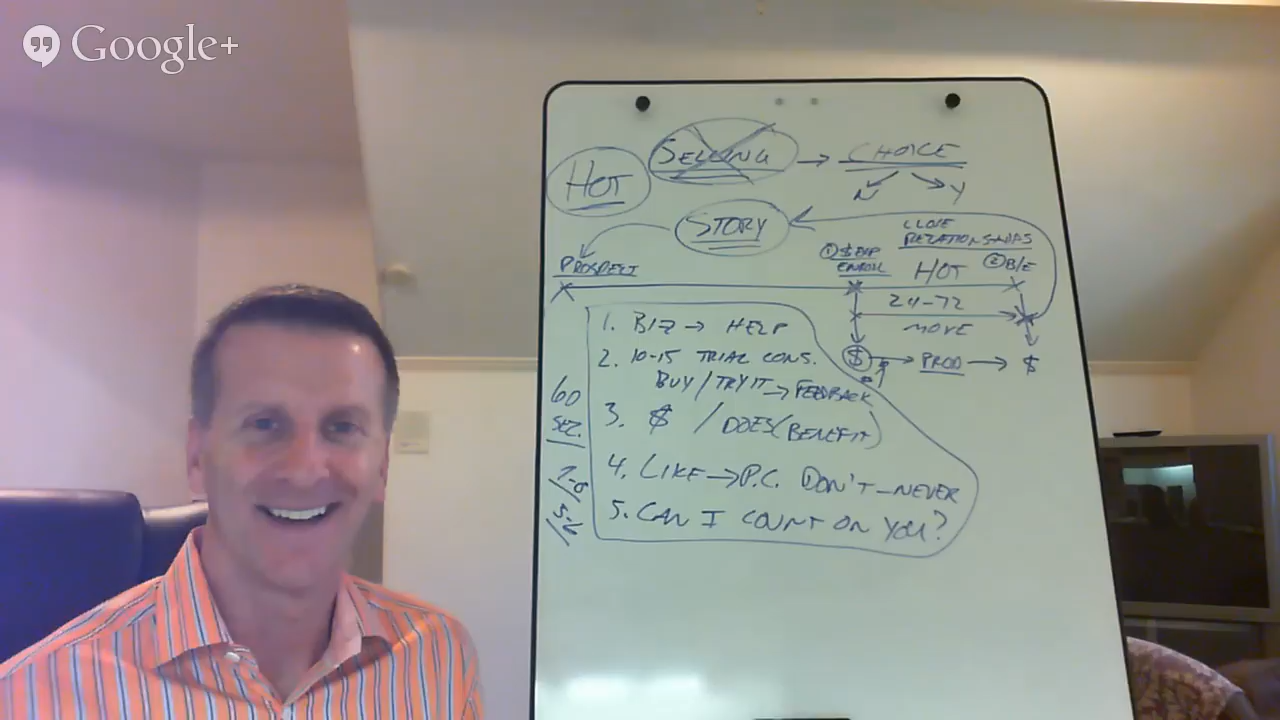 Google+
SELLING → CHOICE
HOT
N Y
STORY
CLOSE
RELATIONSHIPS
① $EXP
ENROLL
HOT
② B/E
PROSPECT
24-72
MOVE
$ → PROD → $
1. BIZ → HELP
2. 10-15 TRIAL CONS.
BUY/TRY IT → FEEDBACK
60
SEC.
3. $ / DOES (BENEFIT)
4. LIKE → P.C. DON'T - NEVER
5. CAN I COUNT ON YOU?